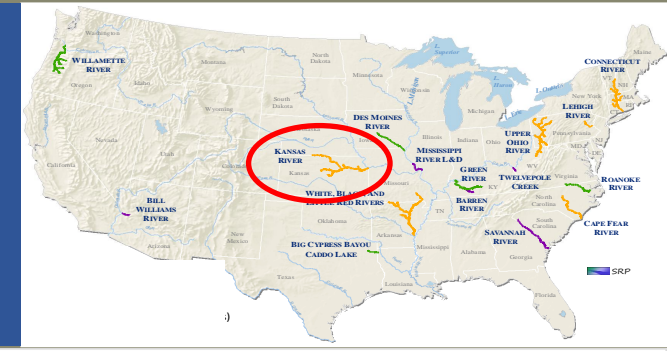 Washington
Montana
North
Dakota
Minnesota
L.
Superior
Maine
WILLAMETTE
RIVER
Oregon
Idaho
Wyoming
South
Dakota
Wisconsin
L.
Huron
Michigan
L. Ontario
New York
VT
NH
MA
RI
CONNECTICUT
RIVER
LEHIGH
RIVER
DES MOINES
RIVER
Iowa
Illinois
Indiana
Ohio
UPPER
OHIO
RIVER
Pennsylvania
MD
DE
Nevada
Utah
California
KANSAS
RIVER
Kansas
Missouri
MISSISSIPPI
RIVER L&D
GREEN
RIVER
KY
BARREN
RIVER
WV
Virginia
TWELVEPOLE
CREEK
ROANOKE
RIVER
BILL
WILLIAMS
RIVER
Arizona
New
Mexico
Oklahoma
WHITE, BLACK AND
LITTLE RED RIVERS
Arkansas
TN
North
Carolina
South
Carolina
CAPE FEAR
RIVER
SAVANNAH
RIVER
Georgia
Alabama
Mississippi
BIG CYPRESS BAYOU
CADDO LAKE
Texas
Louisiana
Florida
SRP
;)